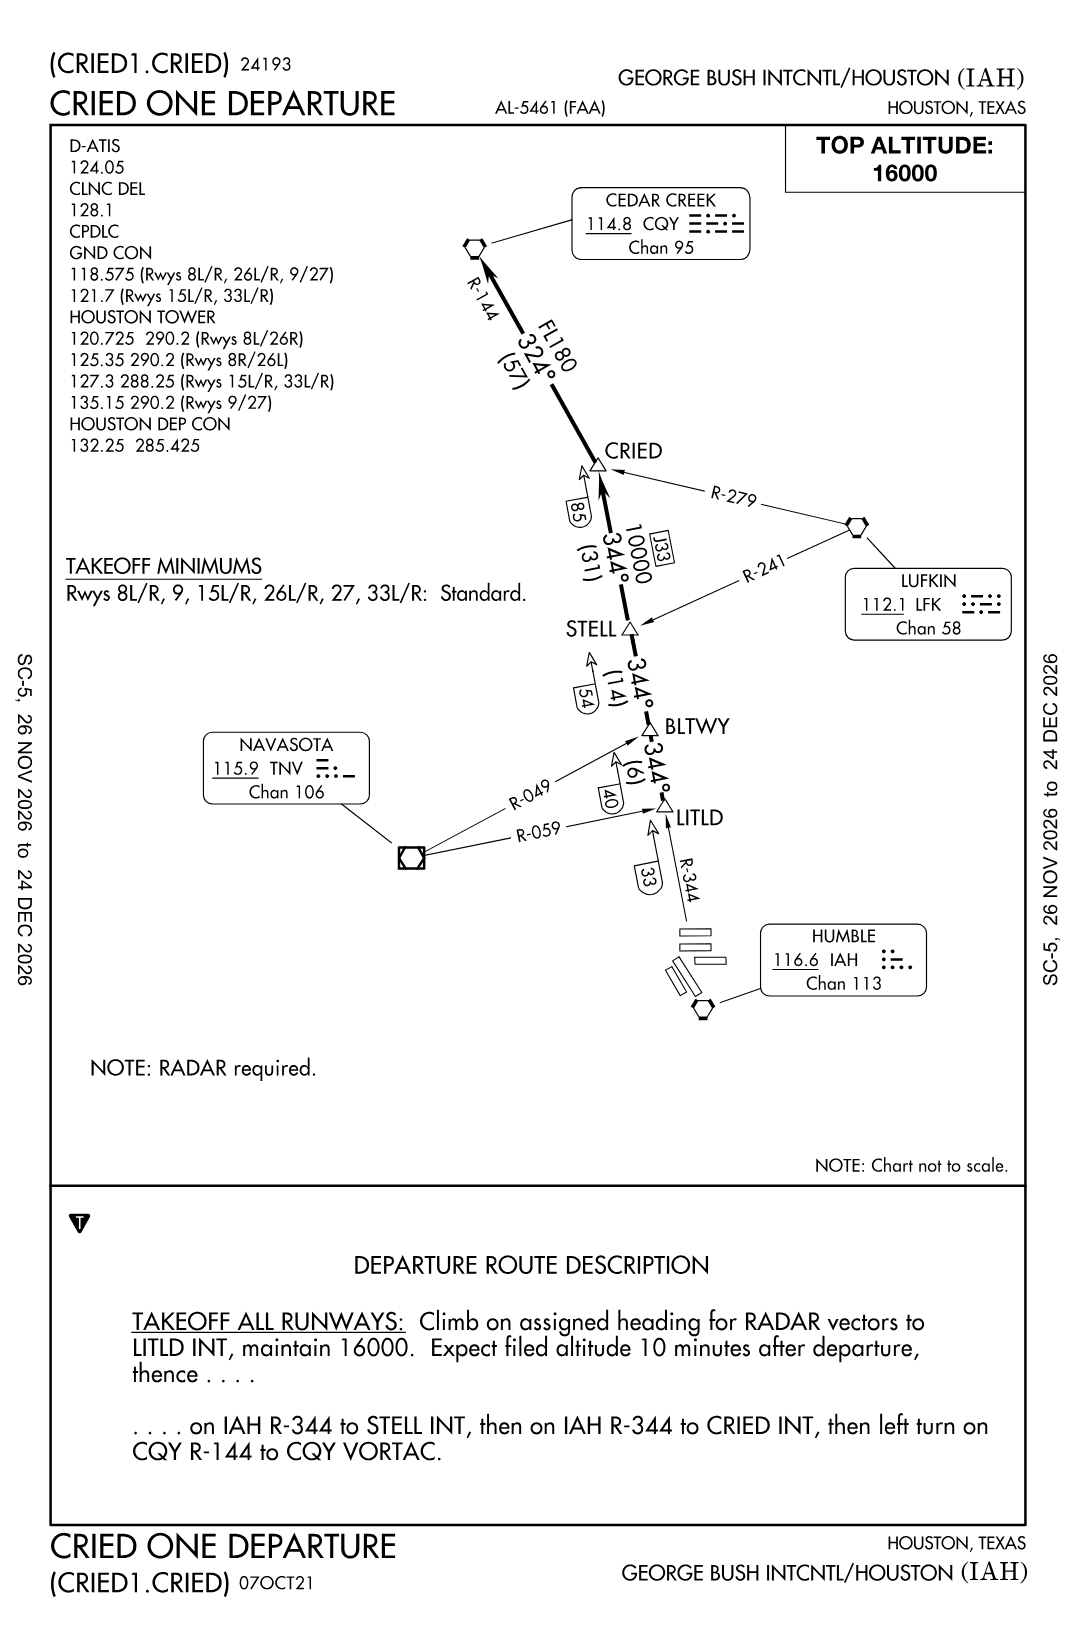 (CRIED1.CRIED) 24193
CRIED ONE DEPARTURE
AL-5461 (FAA)
GEORGE BUSH INTCNTL/HOUSTON (IAH)
HOUSTON, TEXAS
TOP ALTITUDE:
16000
D-ATIS
124.05
CLNC DEL
128.1
CPDLC
GND CON
118.575 (Rwys 8L/R, 26L/R, 9/27)
121.7 (Rwys 15L/R, 33L/R)
HOUSTON TOWER
120.725 290.2 (Rwys 8L/26R)
125.35 290.2 (Rwys 8R/26L)
127.3 288.25 (Rwys 15L/R, 33L/R)
135.15 290.2 (Rwys 9/27)
HOUSTON DEP CON
132.25 285.425
CEDAR CREEK
114.8 CQY
Chan 95
R-144
FL180
324°
(57)
CRIED
85
R-279
J33
10000
344°
(31)
R-241
LUFKIN
112.1 LFK
Chan 58
TAKEOFF MINIMUMS
Rwys 8L/R, 9, 15L/R, 26L/R, 27, 33L/R: Standard.
STELL
344°
(14)
54
BLTWY
NAVASOTA
115.9 TNV
Chan 106
R-049
344°
(6)
40
R-059
LITLD
33
R-344
HUMBLE
116.6 IAH
Chan 113
NOTE: RADAR required.
NOTE: Chart not to scale.
SC-5, 26 NOV 2026 to 24 DEC 2026
SC-5, 26 NOV 2026 to 24 DEC 2026
T
DEPARTURE ROUTE DESCRIPTION
TAKEOFF ALL RUNWAYS: Climb on assigned heading for RADAR vectors to
LITLD INT, maintain 16000. Expect filed altitude 10 minutes after departure,
thence . . . .
. . . . on IAH R-344 to STELL INT, then on IAH R-344 to CRIED INT, then left turn on
CQY R-144 to CQY VORTAC.
CRIED ONE DEPARTURE
(CRIED1.CRIED) 07OCT21
HOUSTON, TEXAS
GEORGE BUSH INTCNTL/HOUSTON (IAH)